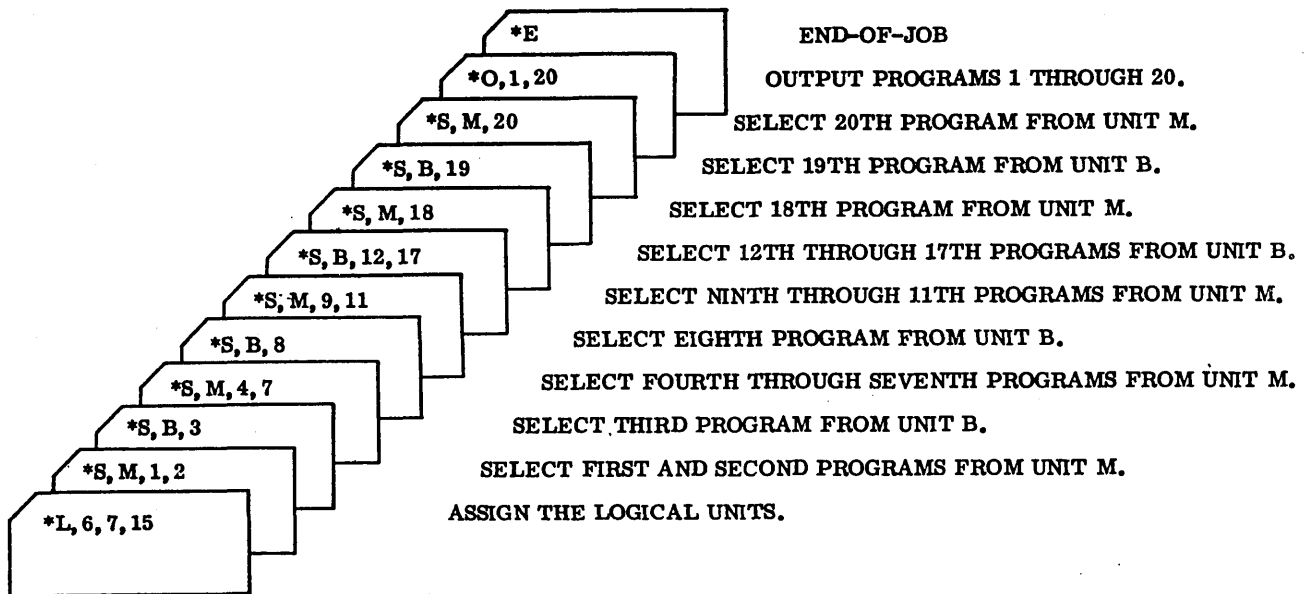 *E END-OF-JOB
*O, 1, 20 OUTPUT PROGRAMS 1 THROUGH 20.
*S, M, 20 SELECT 20TH PROGRAM FROM UNIT M.
*S, B, 19 SELECT 19TH PROGRAM FROM UNIT B.
*S, M, 18 SELECT 18TH PROGRAM FROM UNIT M.
*S, B, 12, 17 SELECT 12TH THROUGH 17TH PROGRAMS FROM UNIT B.
*S, M, 9, 11 SELECT NINTH THROUGH 11TH PROGRAMS FROM UNIT M.
*S, B, 8 SELECT EIGHTH PROGRAM FROM UNIT B.
*S, M, 4, 7 SELECT FOURTH THROUGH SEVENTH PROGRAMS FROM UNIT M.
*S, B, 3 SELECT THIRD PROGRAM FROM UNIT B.
*S, M, 1, 2 SELECT FIRST AND SECOND PROGRAMS FROM UNIT M.
*L, 6, 7, 15 ASSIGN THE LOGICAL UNITS.